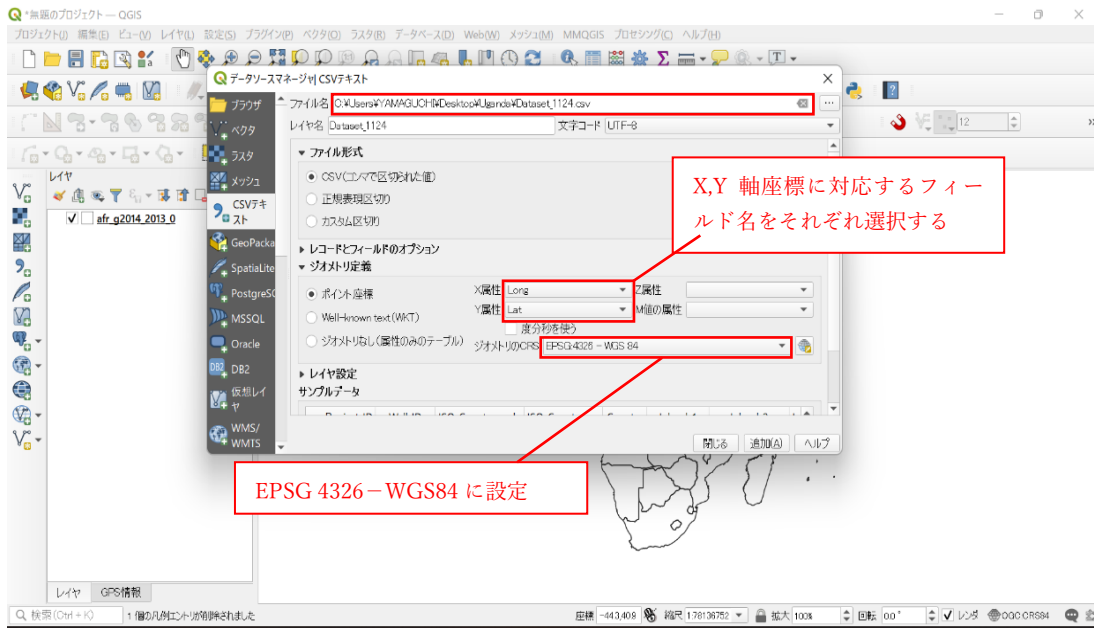 *無題のプロジェクト — QGIS
プロジェクト(J) 編集(E) ビュー(V) レイヤ(L) 設定(S) プラグイン(P) ベクタ(O) ラスタ(R) データベース(D) Web(W) メッシュ(M) MMQGIS プロセシング(C) ヘルプ(H)
データソースマネージャ| CSVテキスト
ブラウザ
ベクタ
ラスタ
メッシュ
CSVテキ
スト
GeoPacka
SpatiaLite
PostgreSQ
MSSQL
Oracle
DB2
仮想レイ
ヤ
WMS/
WMTS
ファイル名 C:¥Users¥YAMAGUCHI¥Desktop¥Uganda¥Dataset_1124.csv
レイヤ名 Dataset_1124 文字コード UTF-8
ファイル形式
CSV(コンマで区切られた値)
正規表現区切り
カスタム区切り
レコードとフィールドのオプション
ジオメトリ定義
ポイント座標 X属性 Long Z属性
Y属性 Lat M値の属性
Well-known text(WKT)
度分秒を使う
ジオメトリなし(属性のみのテーブル) ジオメトリのCRS EPSG:4326 - WGS 84
レイヤ設定
サンプルデータ
閉じる 追加(A) ヘルプ
X,Y 軸座標に対応するフィー
ルド名をそれぞれ選択する
EPSG 4326－WGS84 に設定
12
レイヤ
afr_g2014_2013_0
レイヤ GPS情報
検索(Ctrl + K) 1 個の凡例エントリが削除されました 座標 -443,409 縮尺 1:78136752 拡大 100% 回転 0.0° レンダ OGC:CRS84